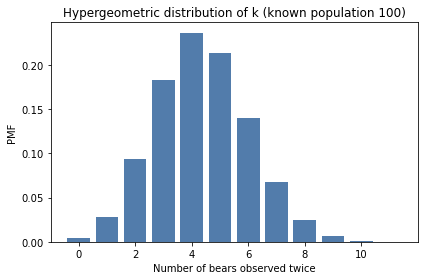 Hypergeometric distribution of k (known population 100)
PMF
0.20
0.15
0.10
0.05
0.00
0 2 4 6 8 10
Number of bears observed twice